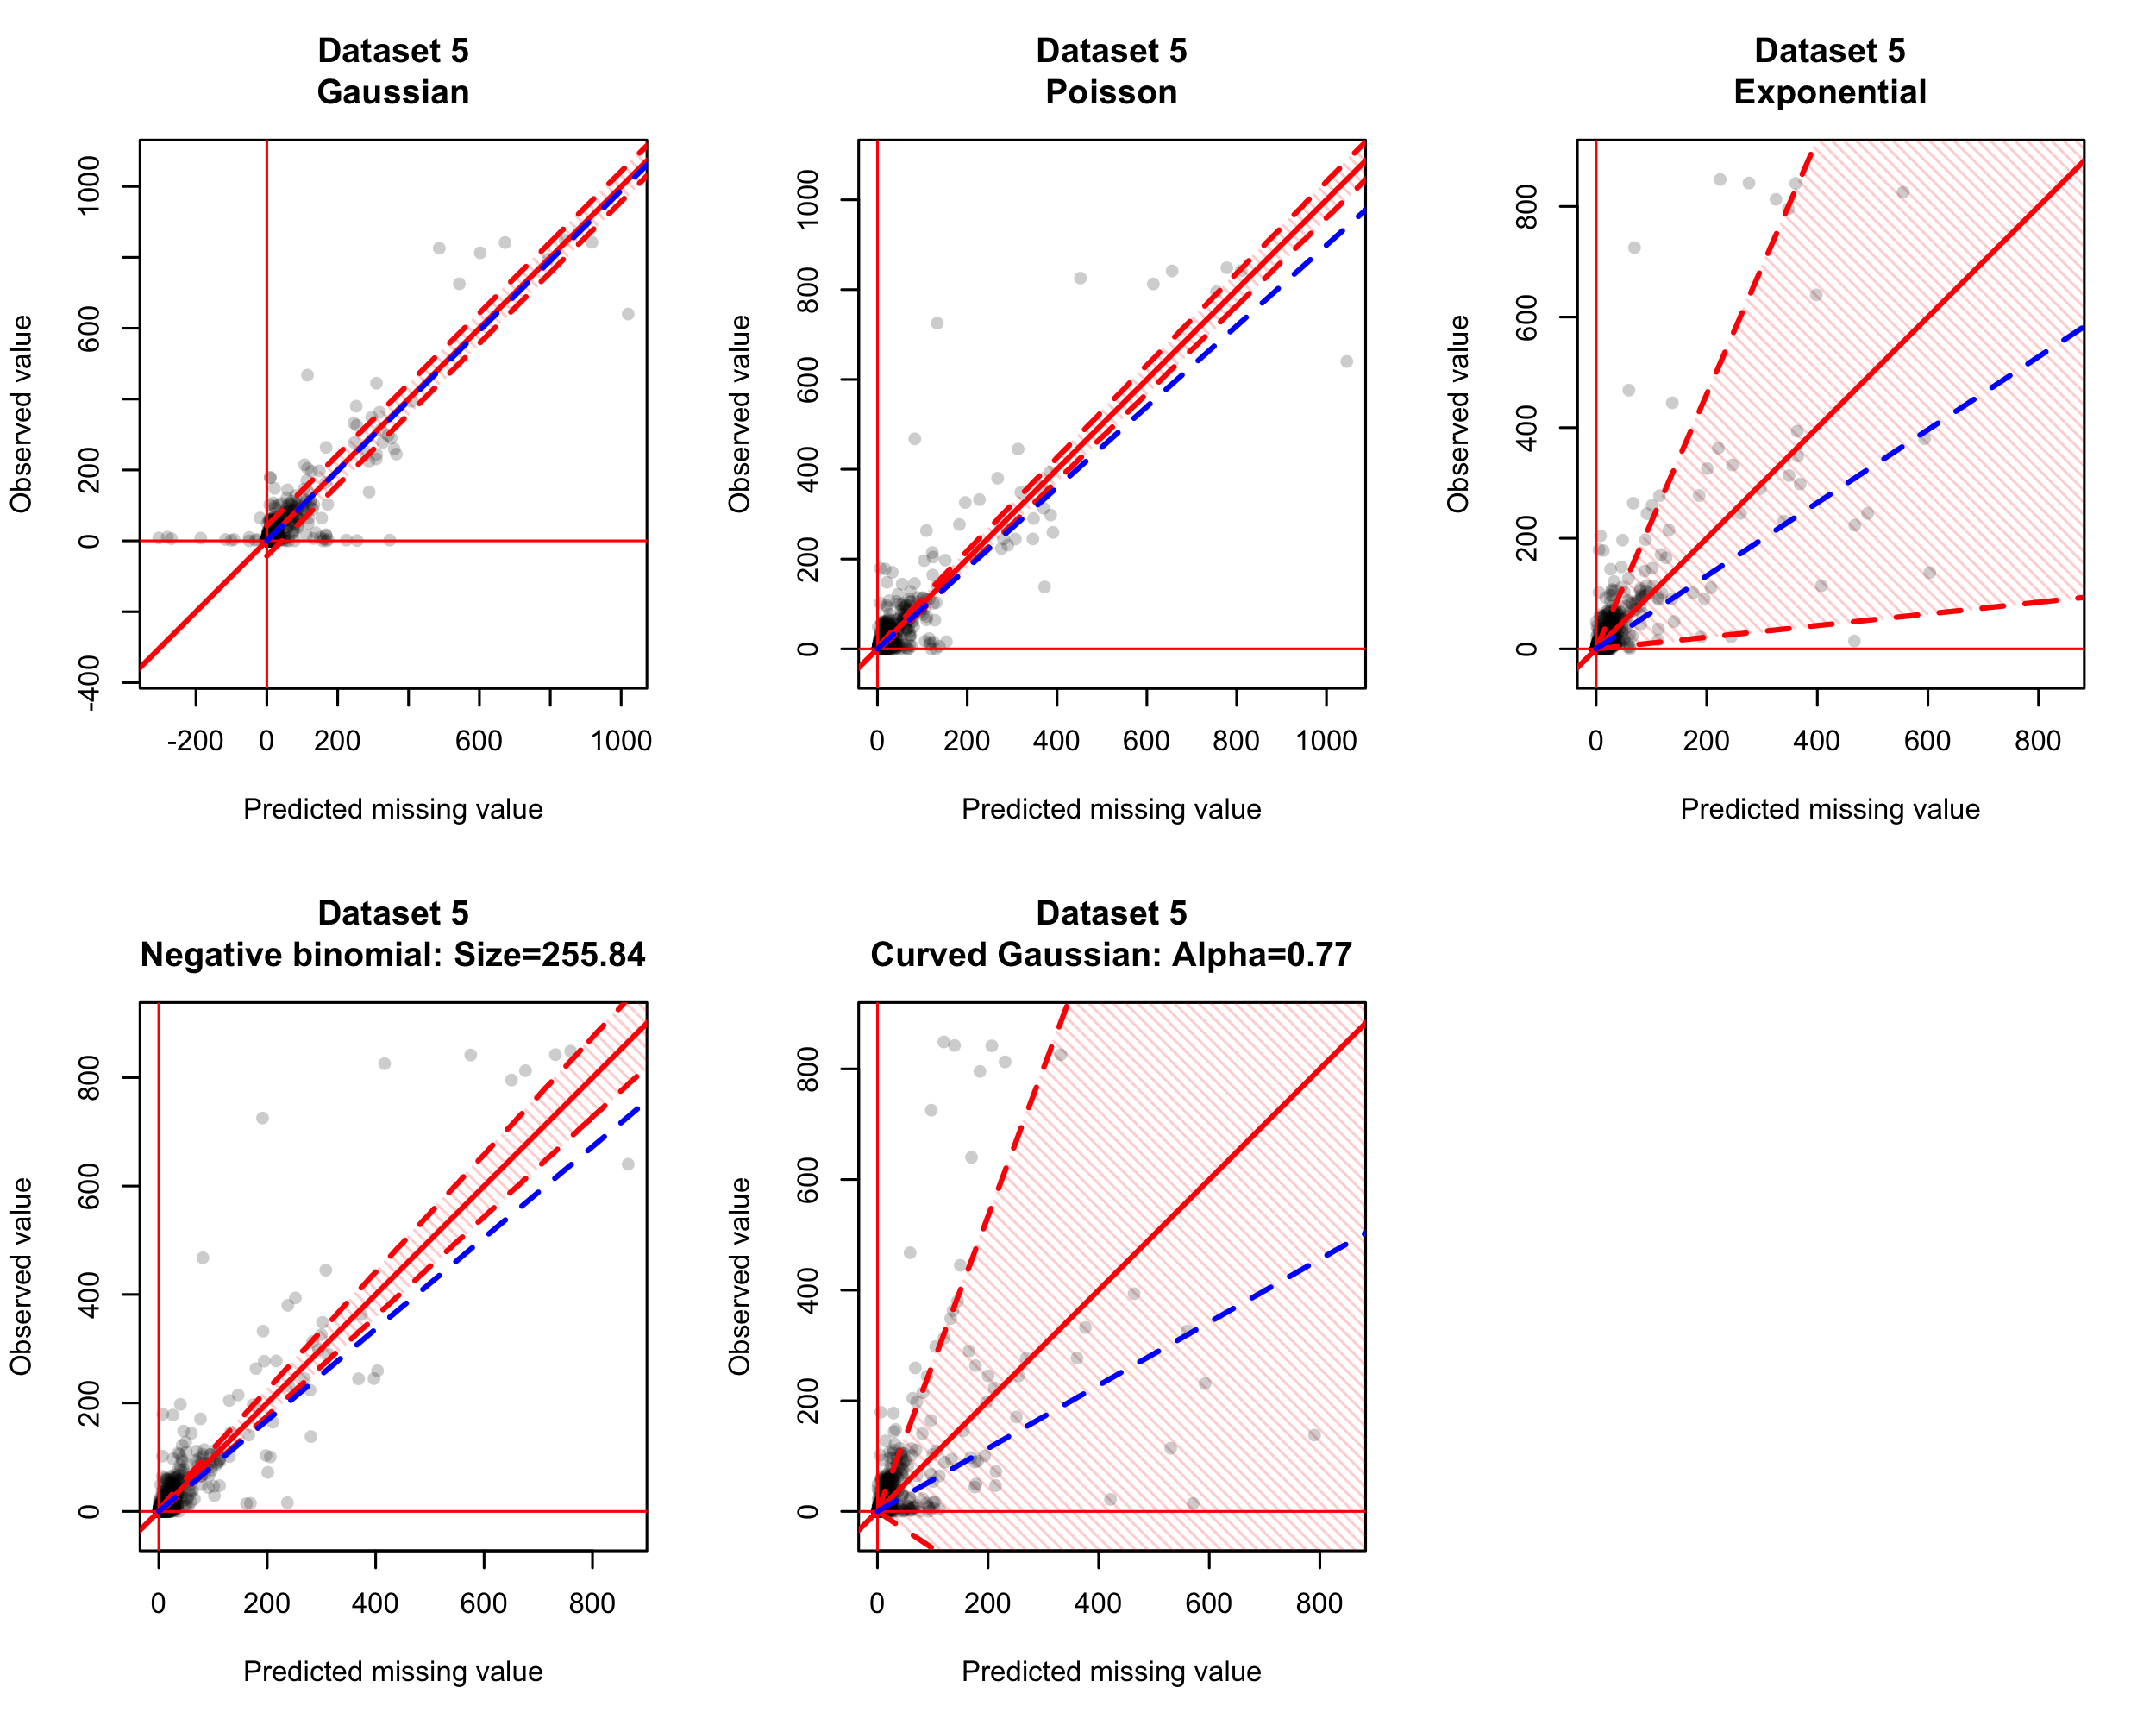 Dataset 5
Gaussian
Observed value
-400 0 200 600 1000
-200 0 200 600 1000
Predicted missing value
Dataset 5
Poisson
Observed value
0 200 400 600 800 1000
0 200 400 600 800 1000
Predicted missing value
Dataset 5
Exponential
Observed value
0 200 400 600 800
0 200 400 600 800
Predicted missing value
Dataset 5
Negative binomial: Size=255.84
Observed value
0 200 400 600 800
0 200 400 600 800
Predicted missing value
Dataset 5
Curved Gaussian: Alpha=0.77
Observed value
0 200 400 600 800
0 200 400 600 800
Predicted missing value